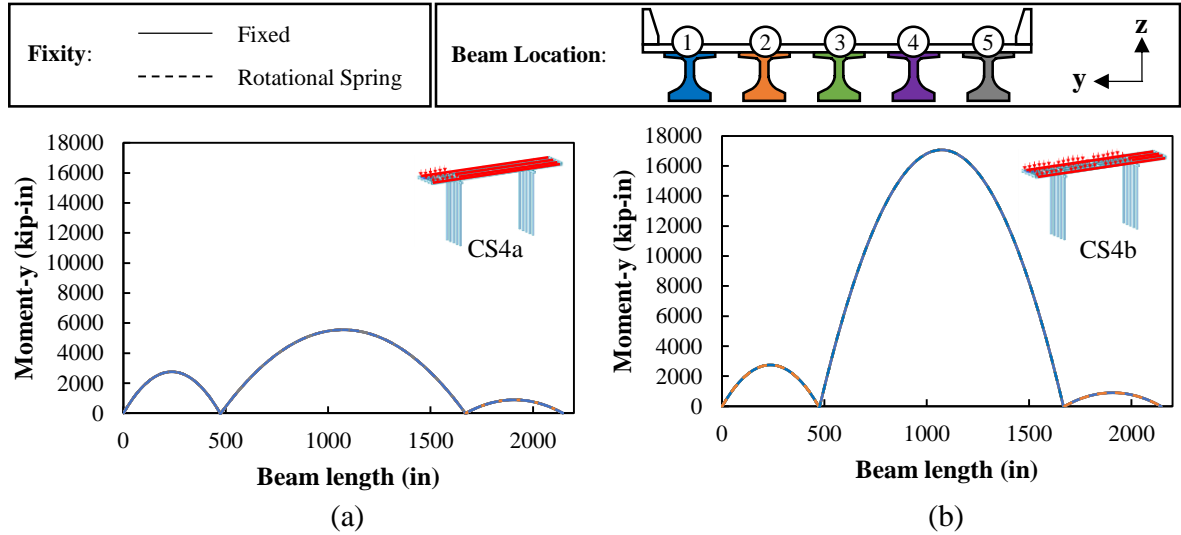 Fixity:
Fixed
Rotational Spring
Beam Location:
1 2 3 4 5
z
y
18000
16000
14000
12000
10000
8000
6000
4000
2000
0
Moment-y (kip-in)
CS4a
0 500 1000 1500 2000
Beam length (in)
(a)
18000
16000
14000
12000
10000
8000
6000
4000
2000
0
Moment-y (kip-in)
CS4b
0 500 1000 1500 2000
Beam length (in)
(b)